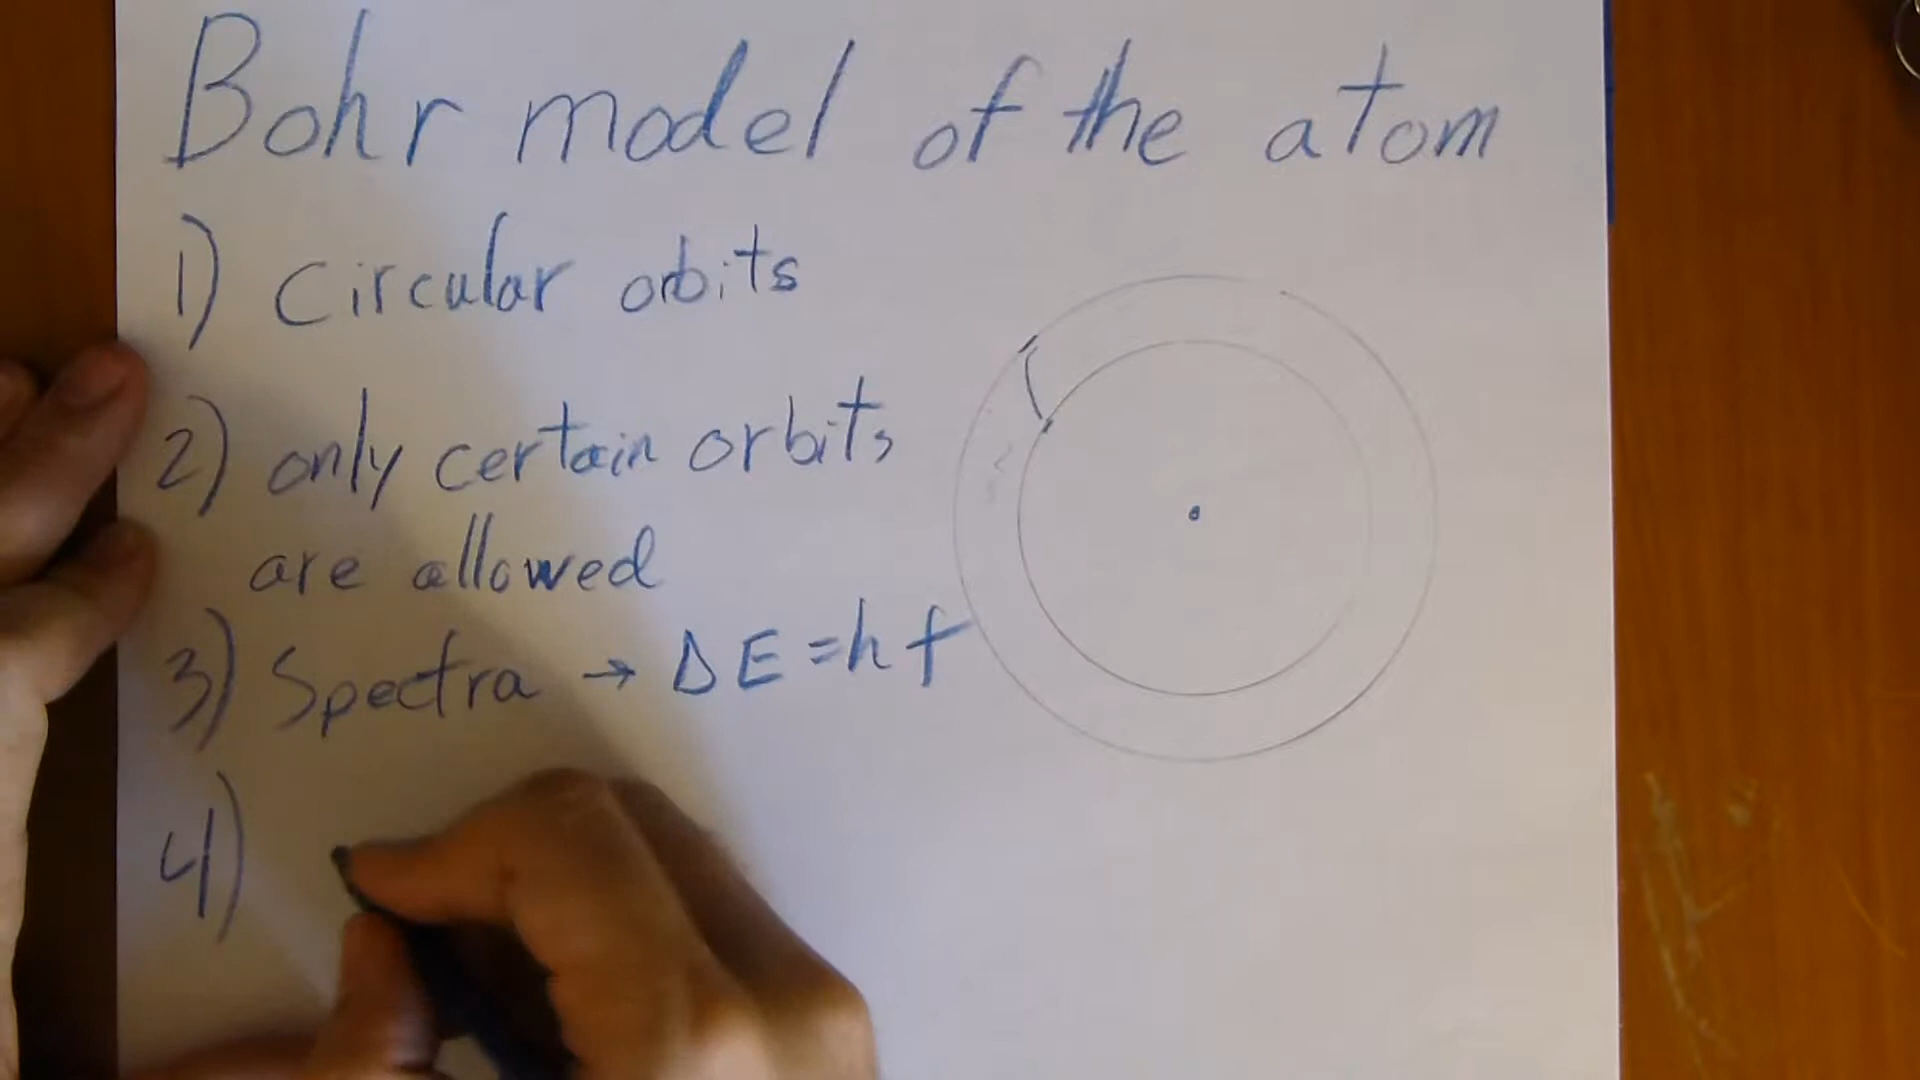 Bohr model of the atom
1) Circular orbits
2) only certain orbits
are allowed
3) Spectra → ΔE=hf
4)